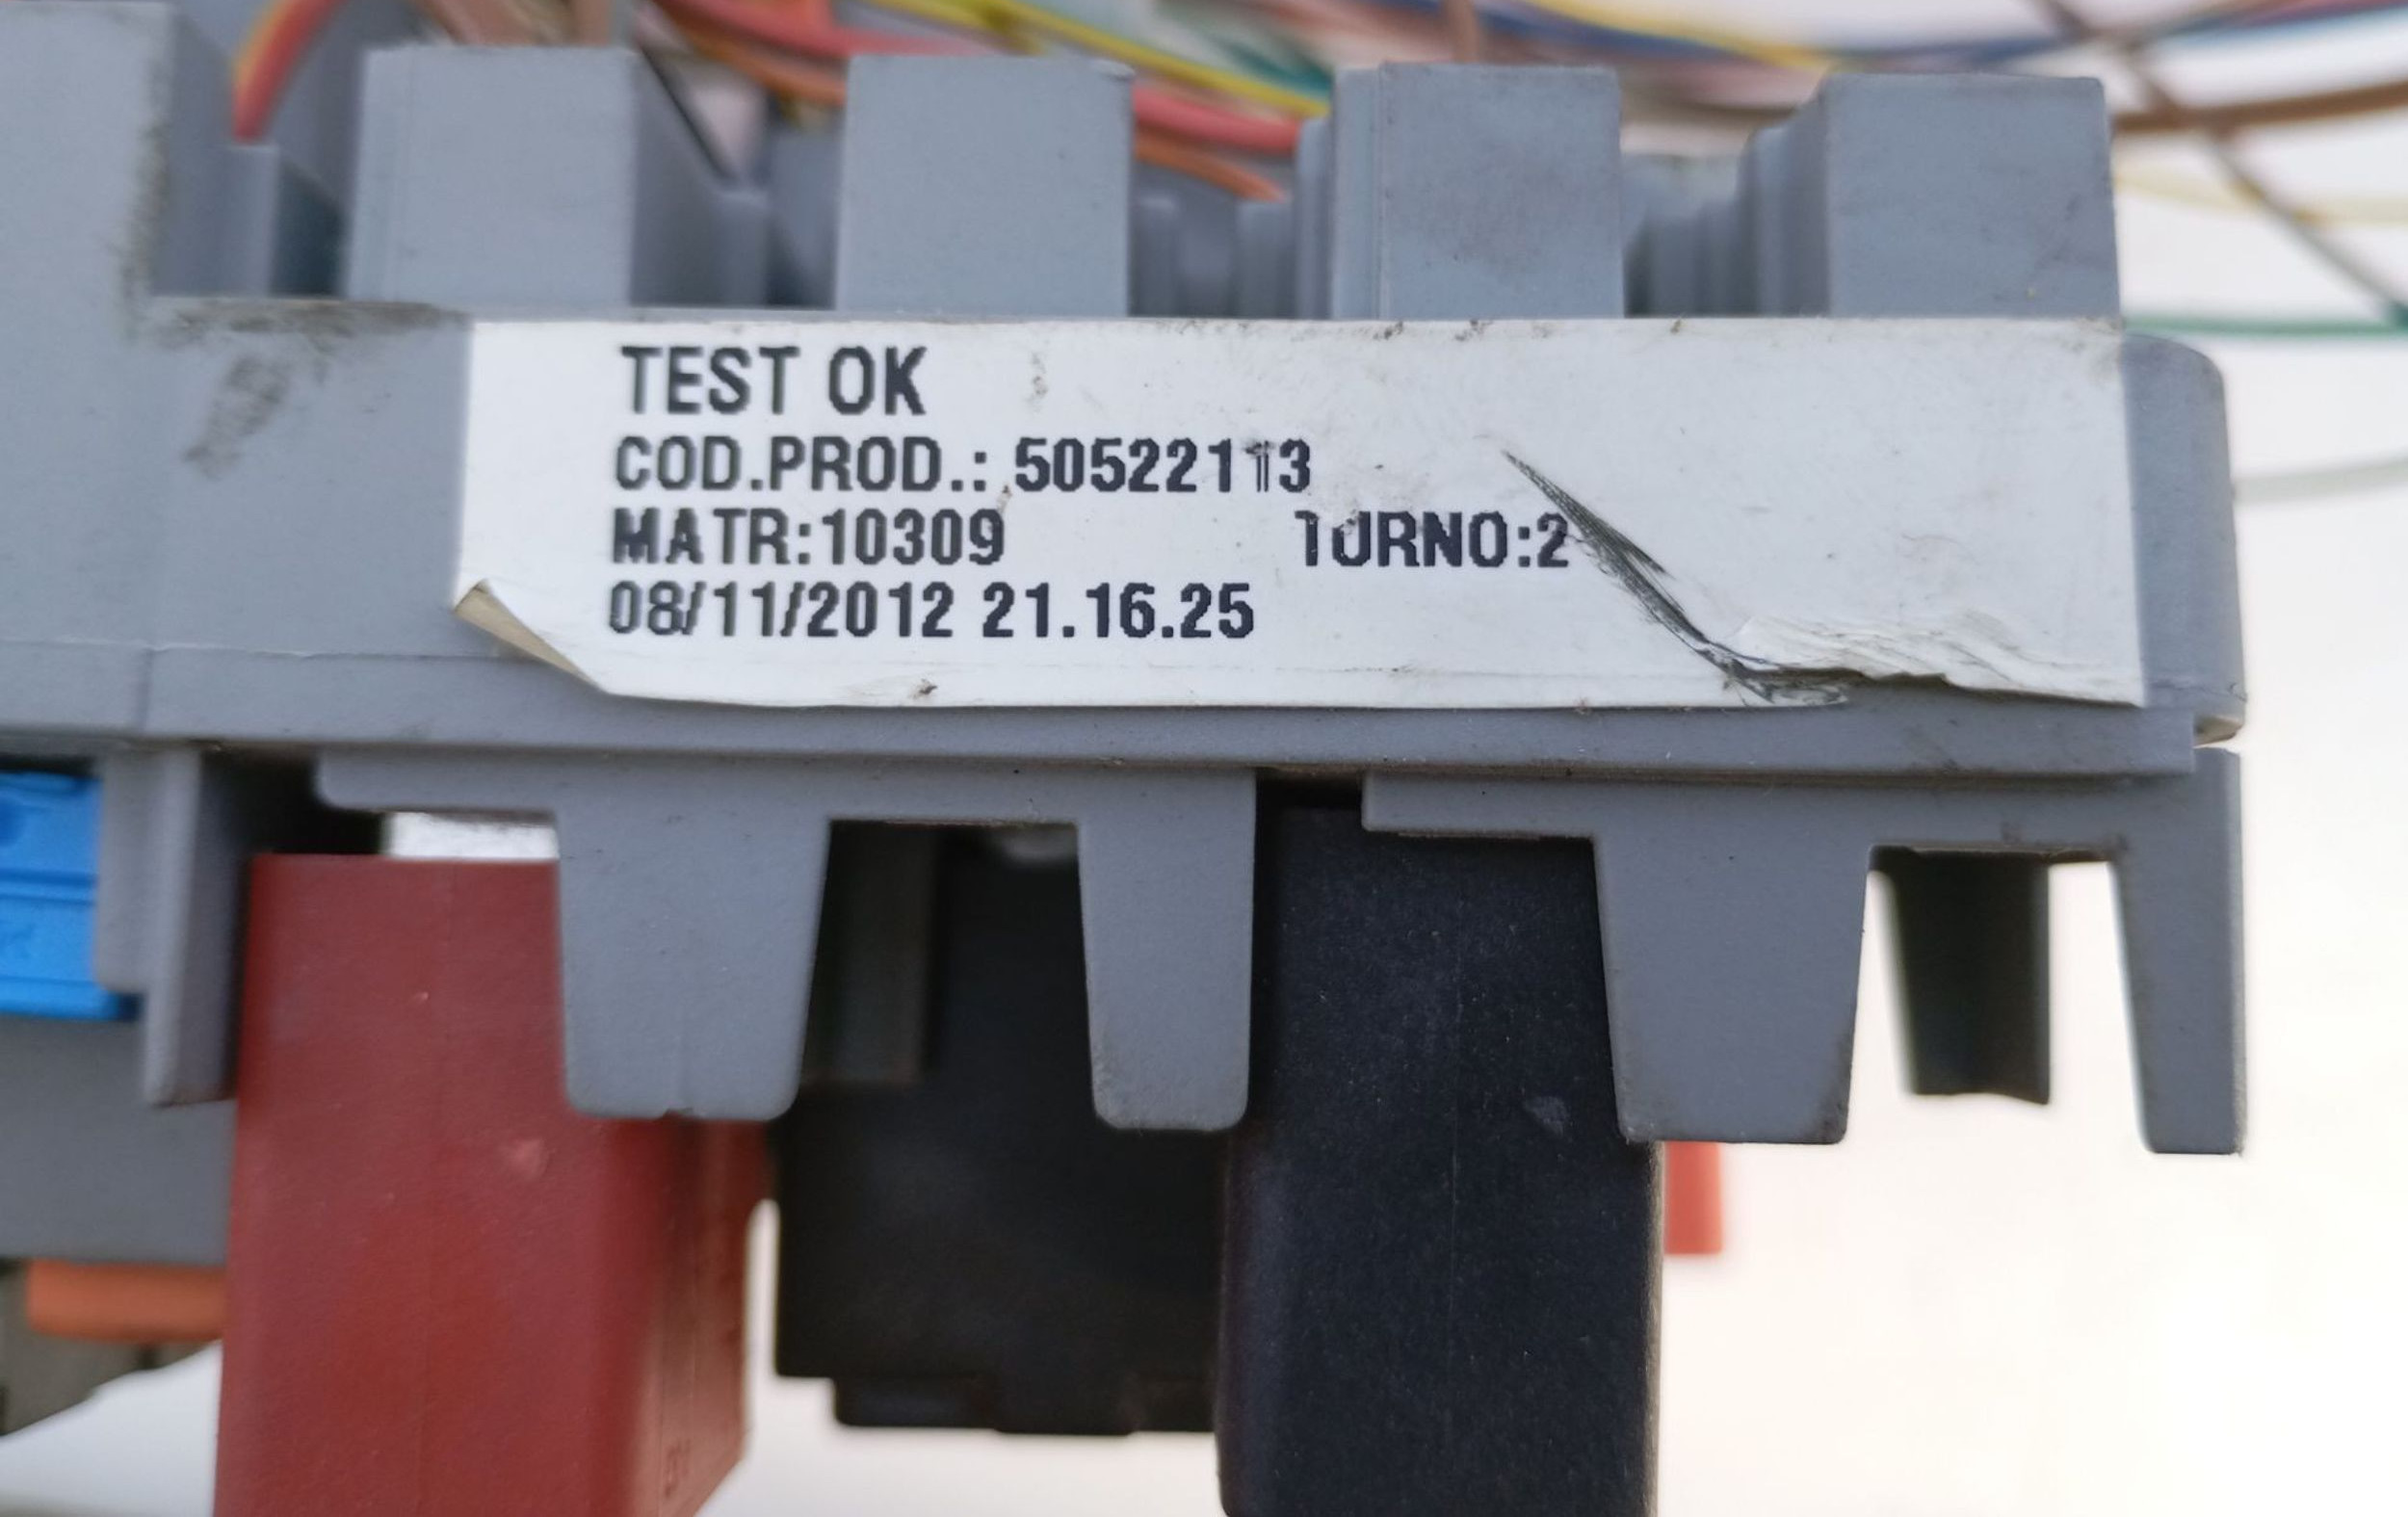 TEST OK
COD.PROD.: 50522113
MATR:10309 TURNO:2
08/11/2012 21.16.25